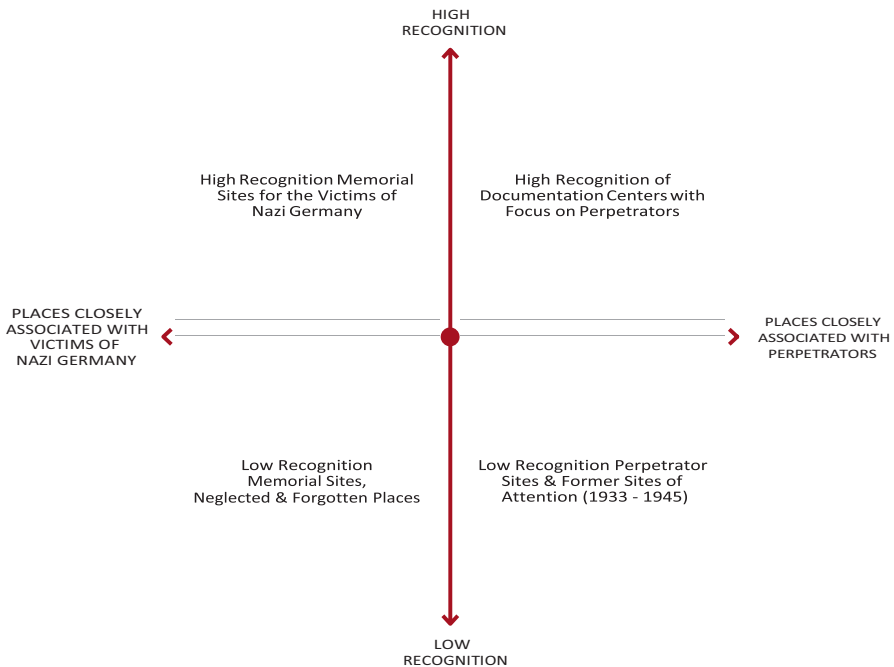 HIGH
RECOGNITION
High Recognition Memorial
Sites for the Victims of
Nazi Germany
High Recognition of
Documentation Centers with
Focus on Perpetrators
PLACES CLOSELY
ASSOCIATED WITH
VICTIMS OF
NAZI GERMANY
PLACES CLOSELY
ASSOCIATED WITH
PERPETRATORS
Low Recognition
Memorial Sites,
Neglected & Forgotten Places
Low Recognition Perpetrator
Sites & Former Sites of
Attention (1933 - 1945)
LOW
RECOGNITION